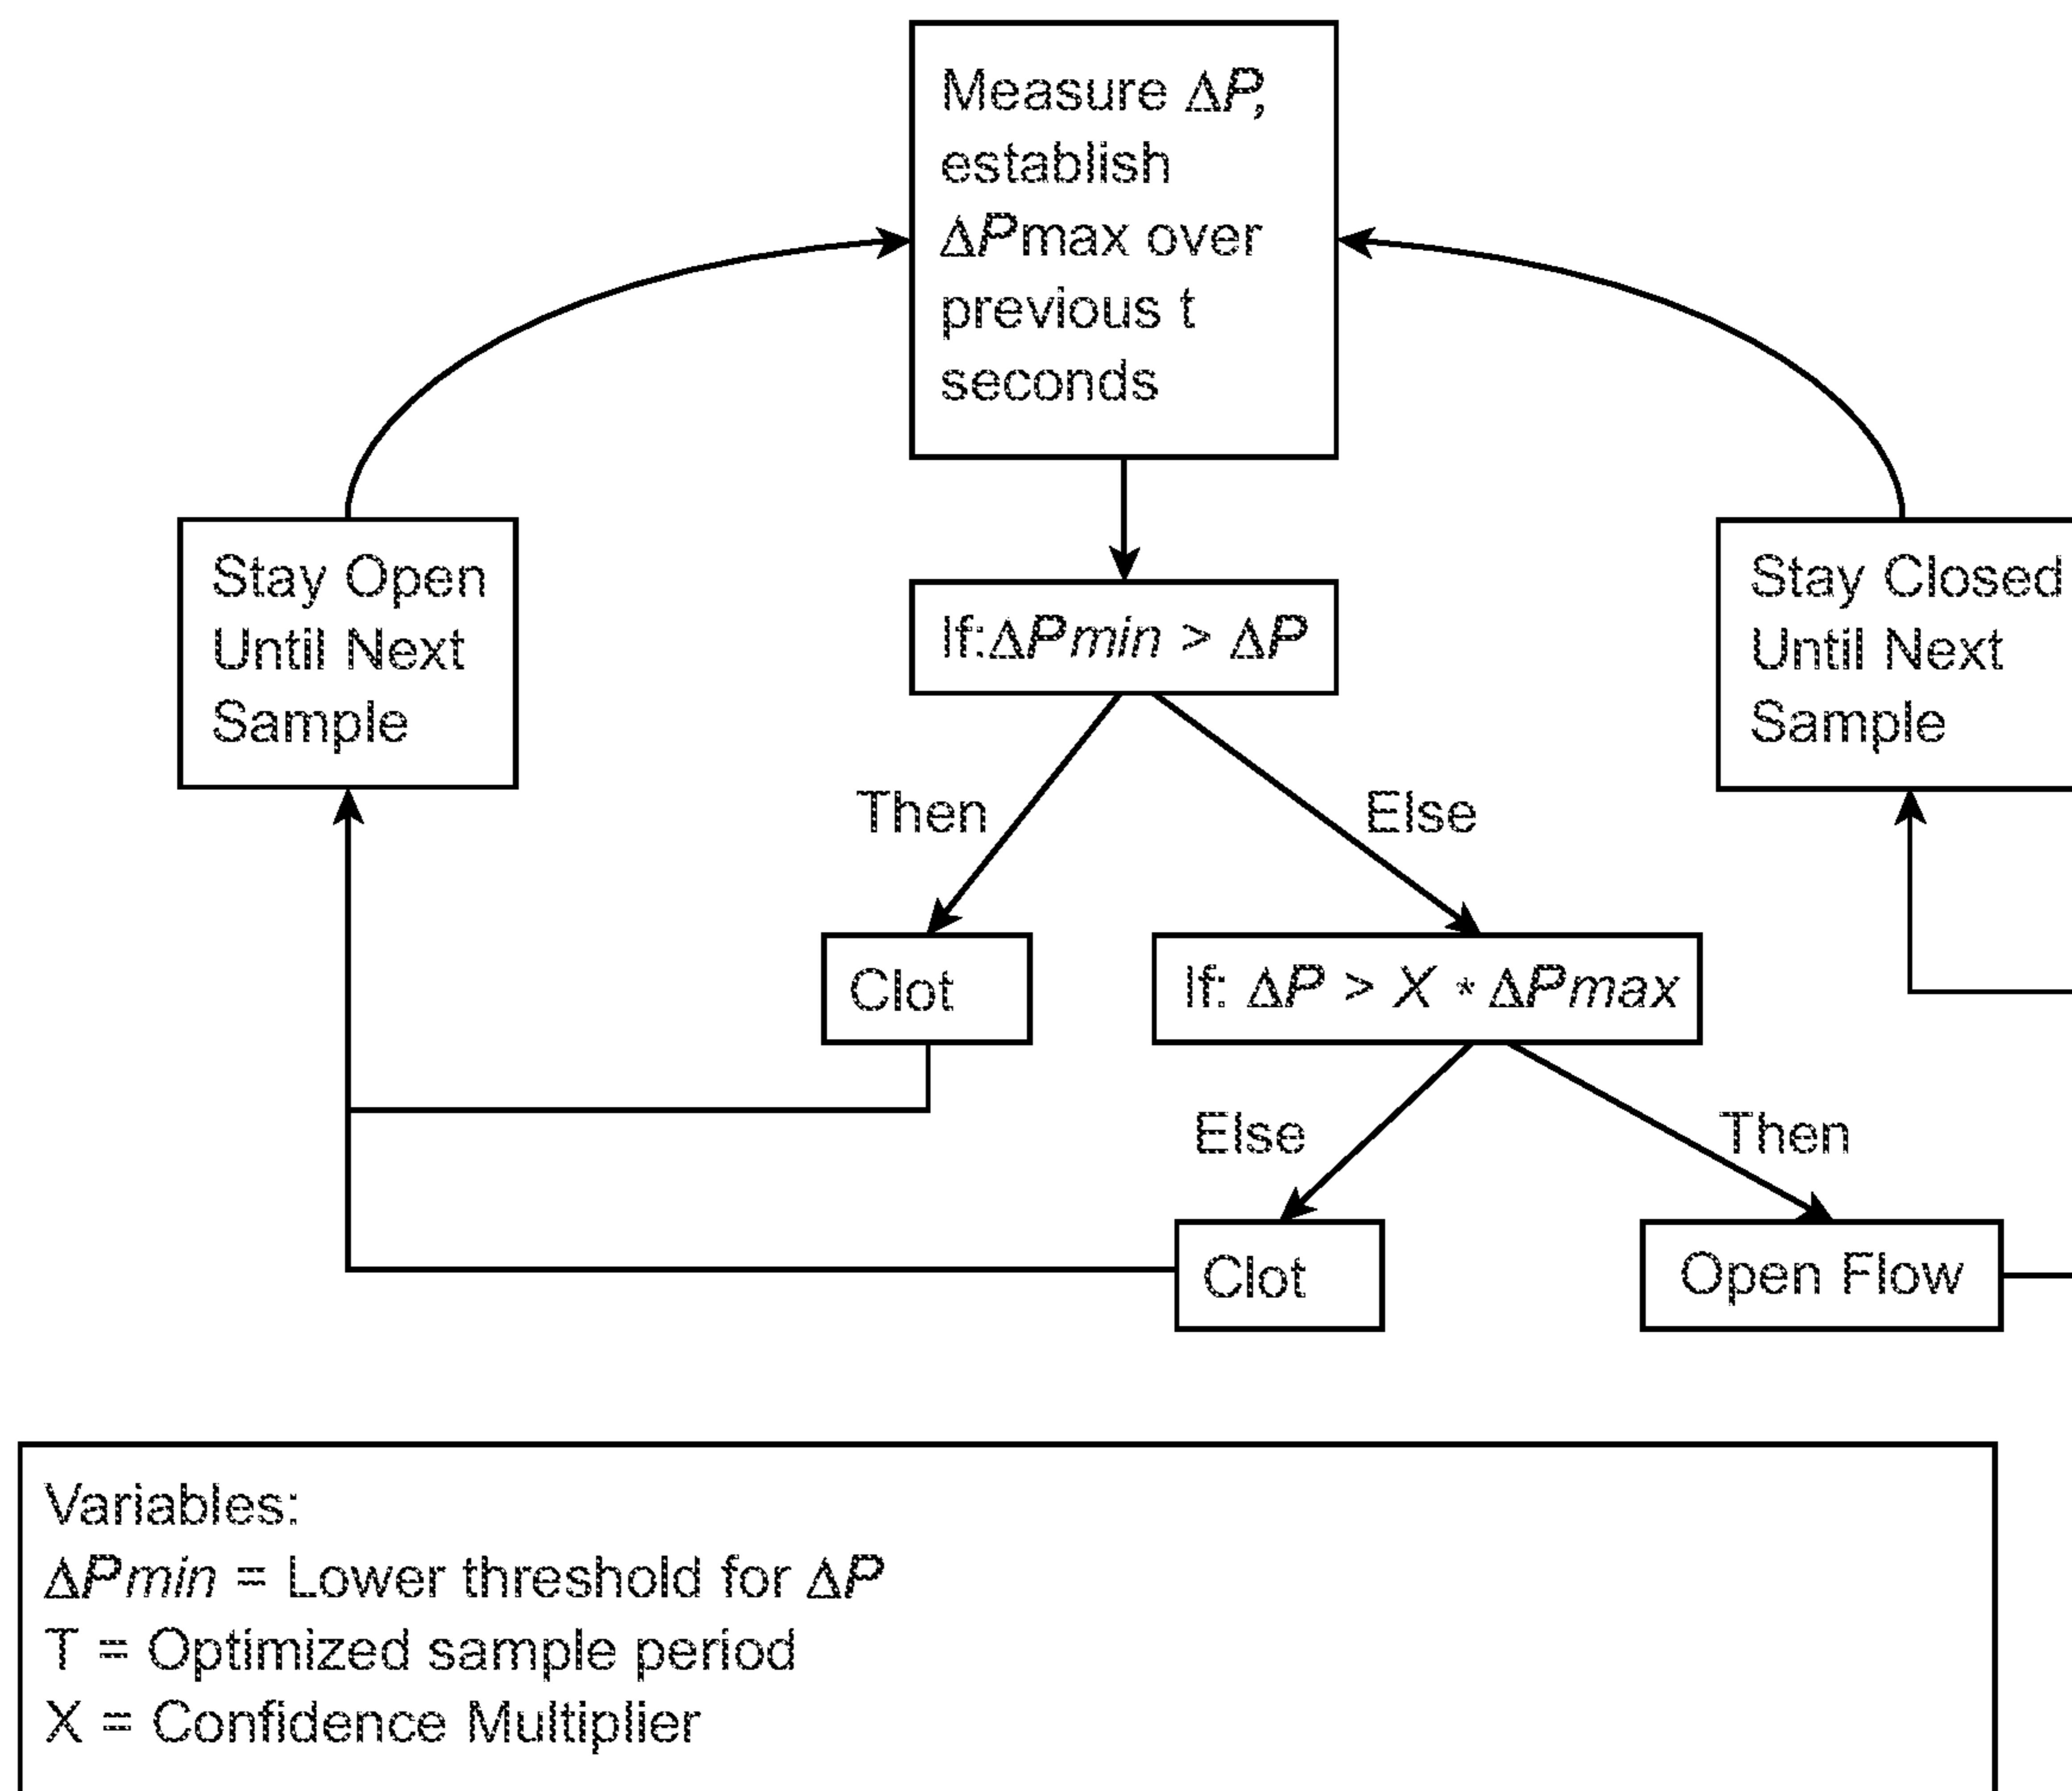 Measure ΔP,
establish
ΔPmax over
previous t
seconds
Stay Open
Until Next
Sample
If:ΔPmin > ΔP
Stay Closed
Until Next
Sample
Then
Else
Clot
If: ΔP > X * ΔPmax
Else
Then
Clot
Open Flow
Variables:
ΔPmin = Lower threshold for ΔP
T = Optimized sample period
X = Confidence Multiplier